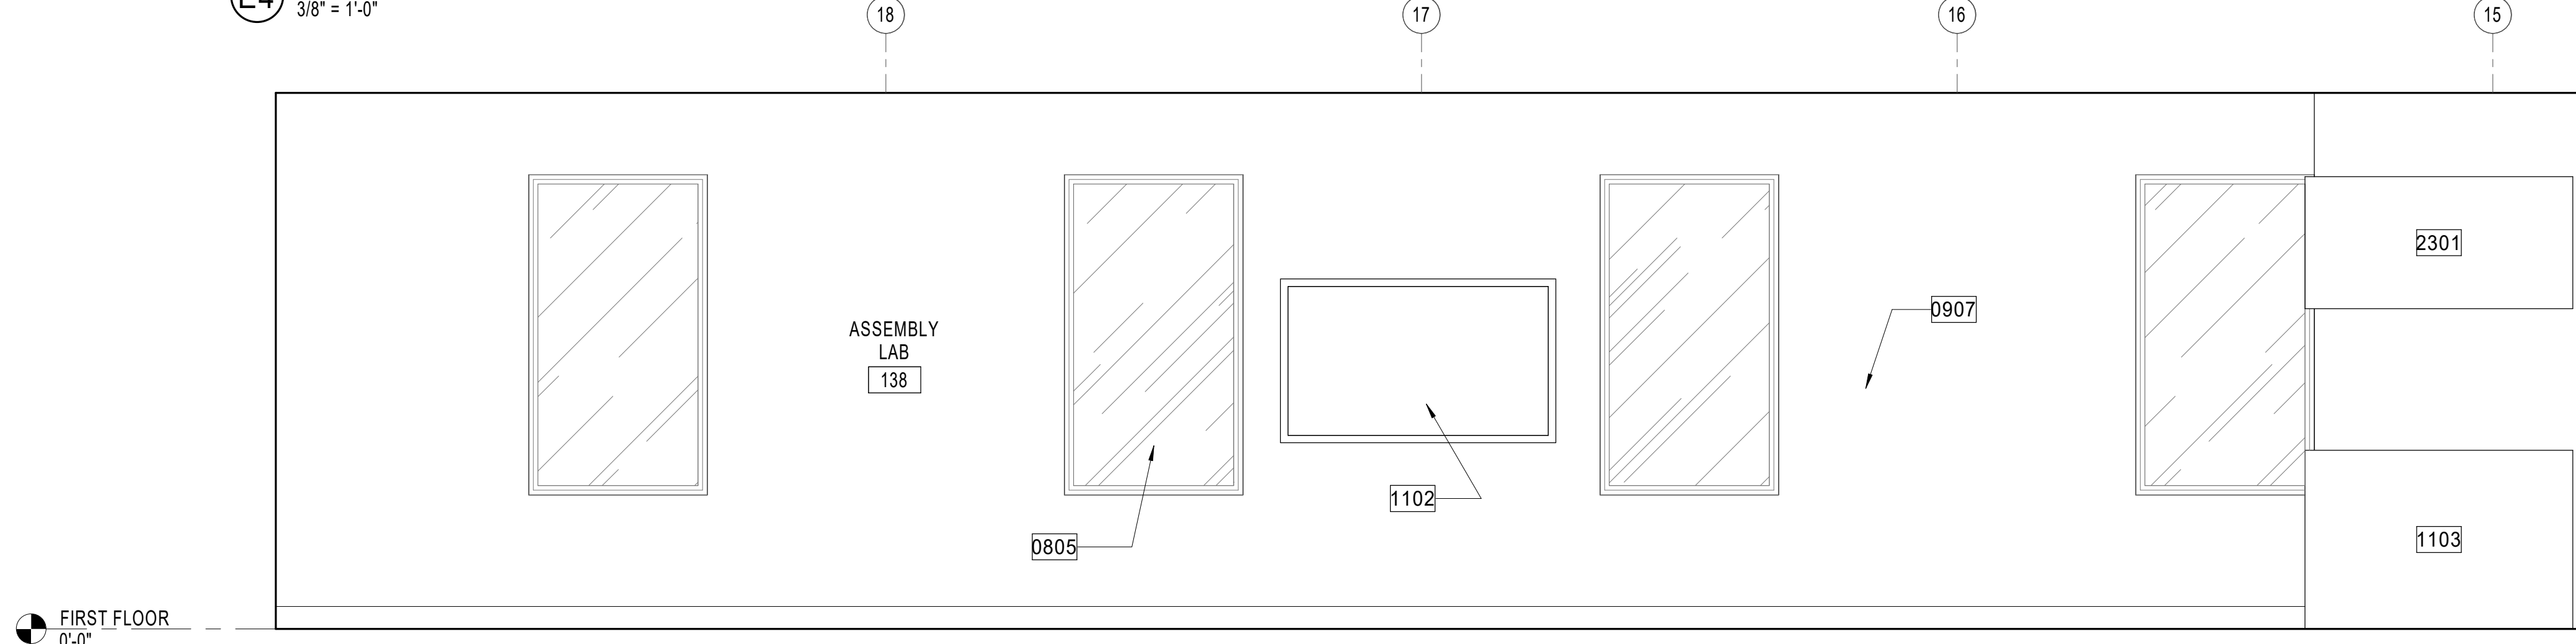 E4
3/8" = 1'-0"
18
17
16
15
ASSEMBLY
LAB
138
2301
0907
1102
0805
1103
FIRST FLOOR
0'-0"